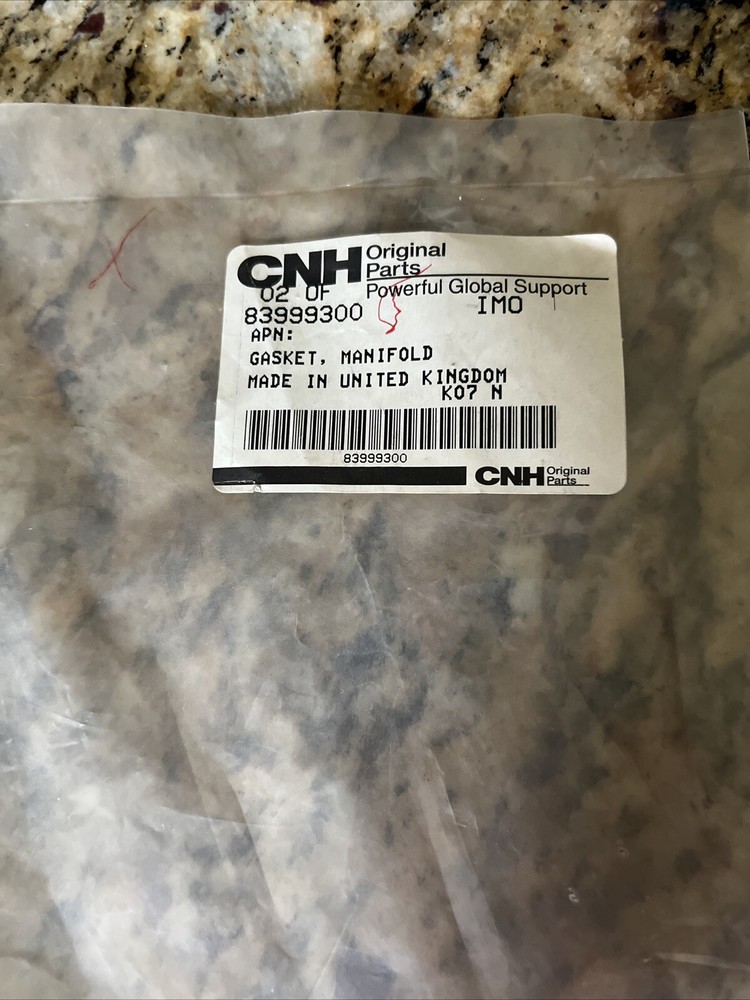 CNH Original
Parts
Powerful Global Support
02 OF
83999300 IMO
APN:
GASKET, MANIFOLD
MADE IN UNITED KINGDOM
K07 N
83999300
CNH Original
Parts